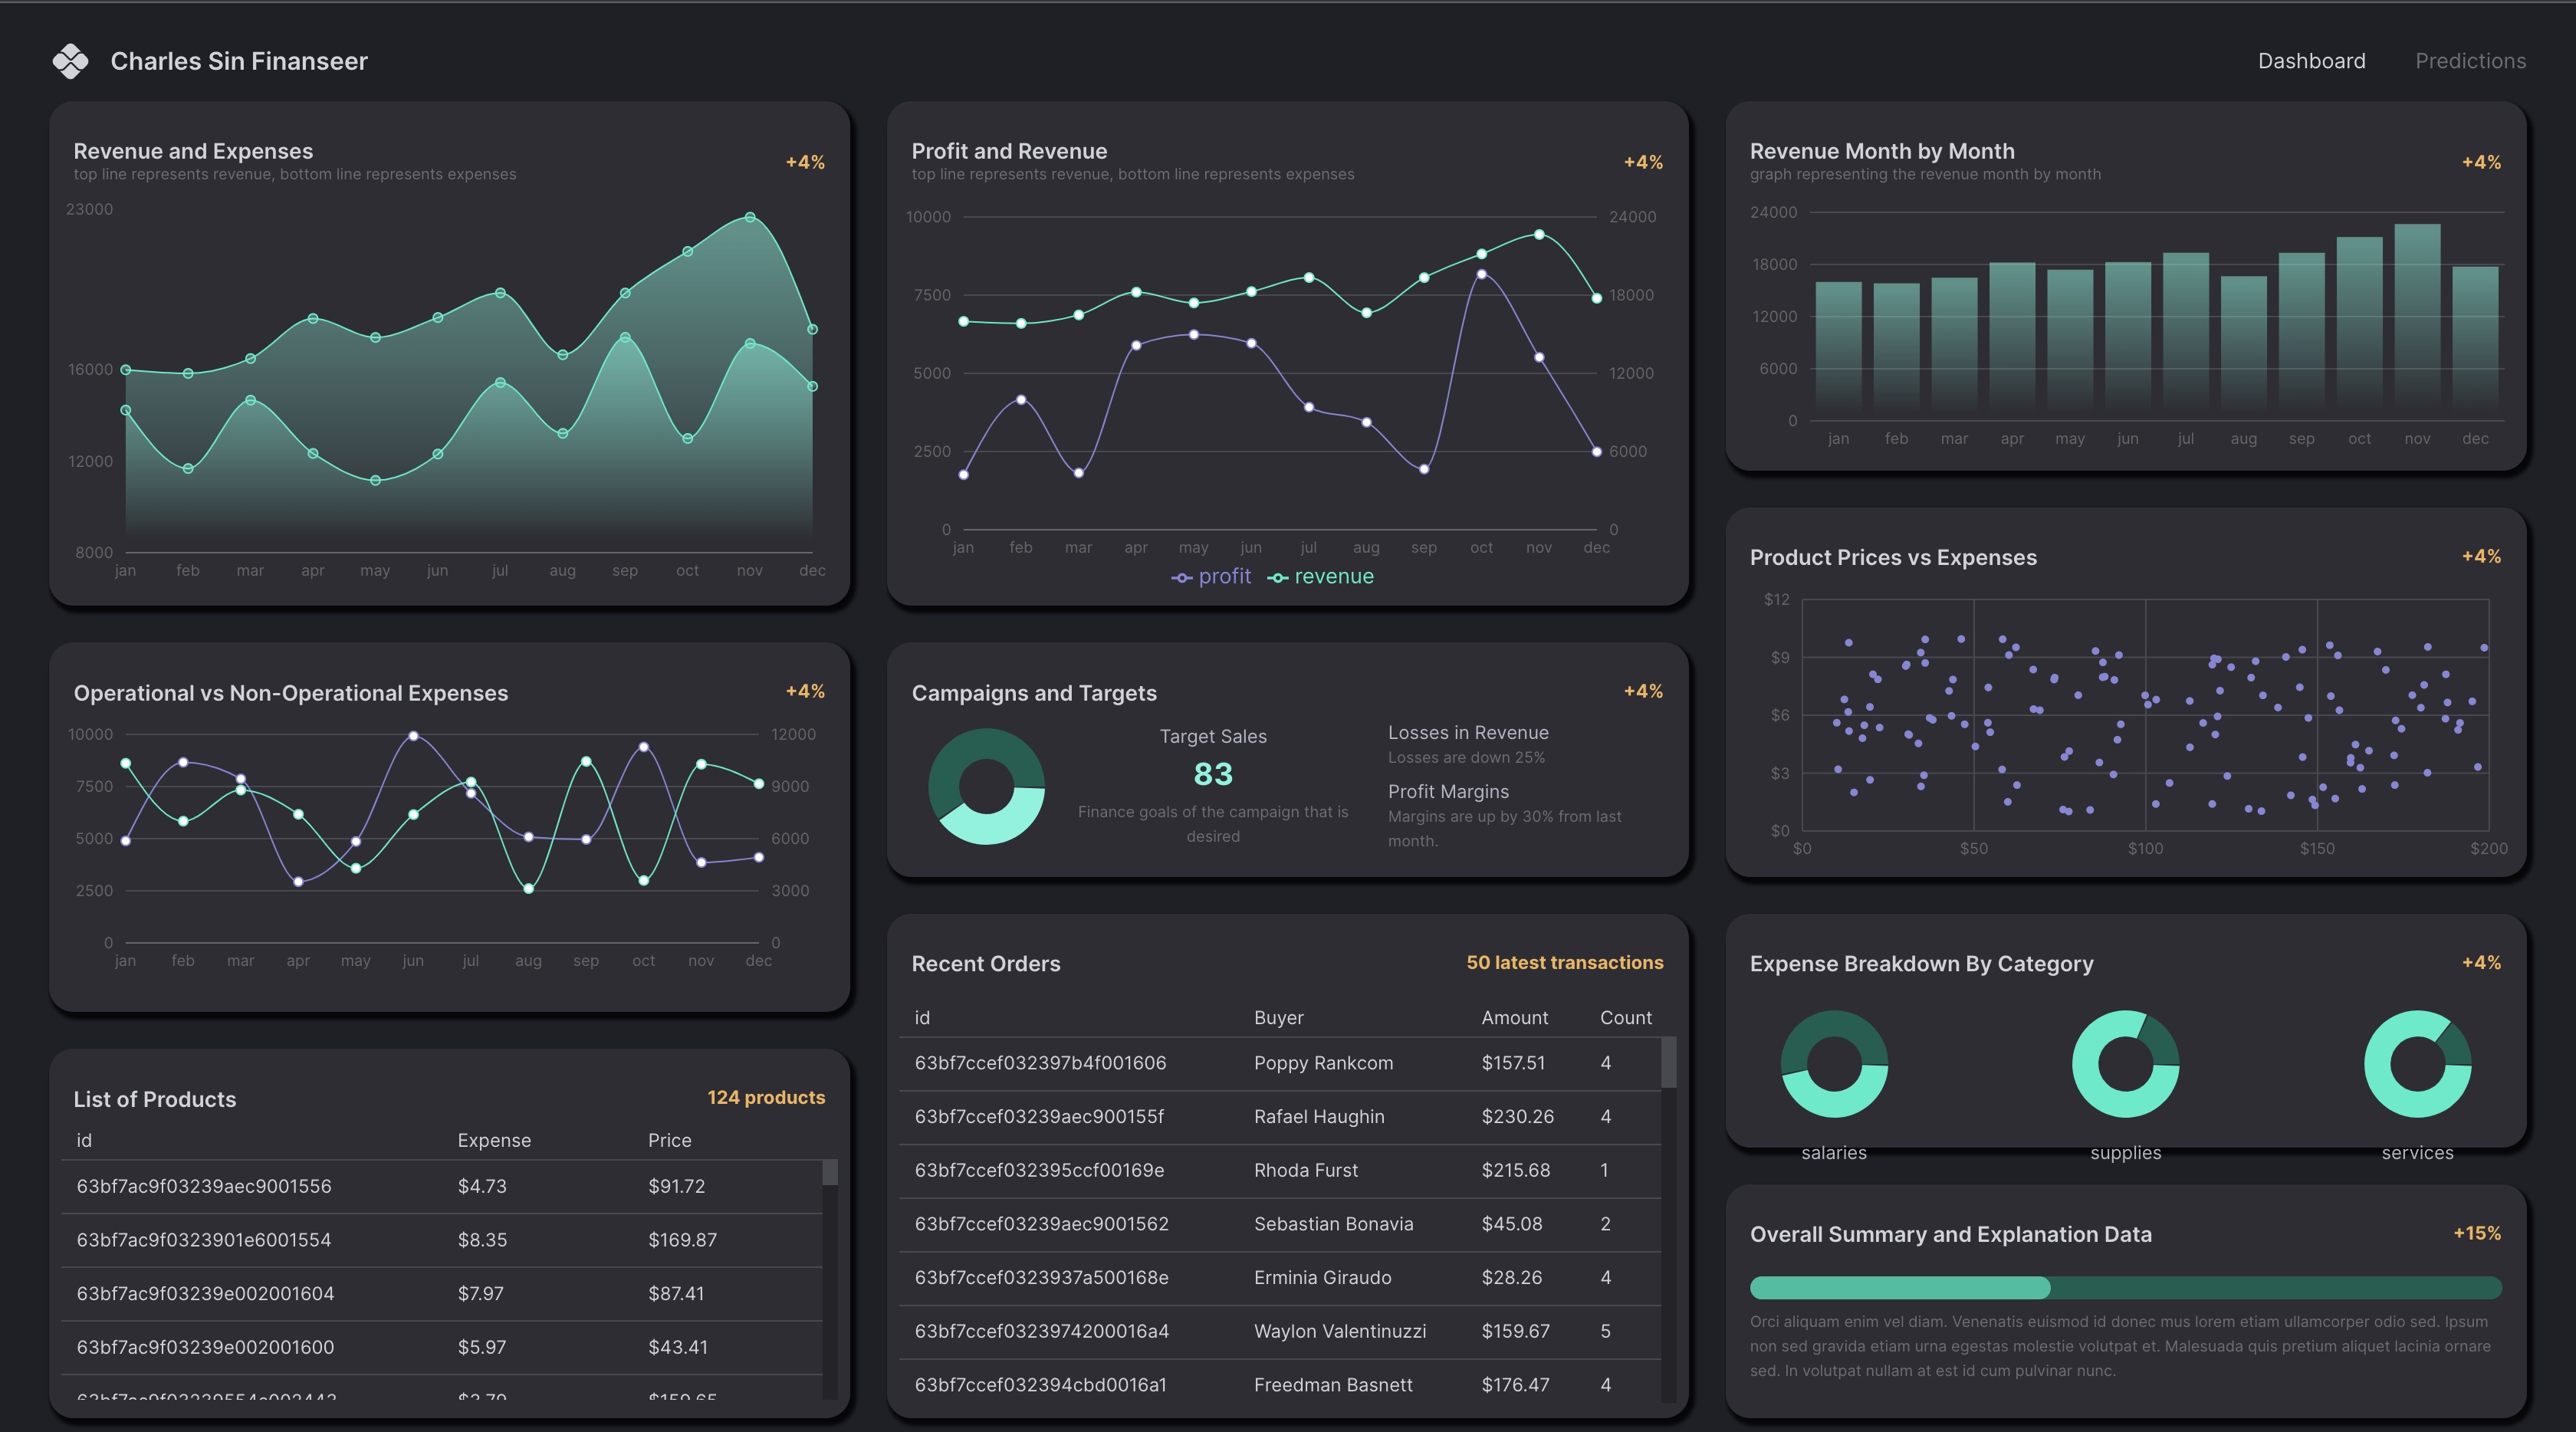 Charles Sin Finanseer
Dashboard
Predictions
Revenue and Expenses
top line represents revenue, bottom line represents expenses
+4%
23000
16000
12000
8000
jan feb mar apr may jun jul aug sep oct nov dec
Profit and Revenue
top line represents revenue, bottom line represents expenses
+4%
10000 24000
7500 18000
5000 12000
2500 6000
0 0
jan feb mar apr may jun jul aug sep oct nov dec
profit revenue
Revenue Month by Month
graph representing the revenue month by month
+4%
24000
18000
12000
6000
0
jan feb mar apr may jun jul aug sep oct nov dec
Operational vs Non-Operational Expenses
+4%
10000 12000
7500 9000
5000 6000
2500 3000
0 0
jan feb mar apr may jun jul aug sep oct nov dec
Campaigns and Targets
+4%
Target Sales
83
Finance goals of the campaign that is
desired
Losses in Revenue
Losses are down 25%
Profit Margins
Margins are up by 30% from last
month.
Product Prices vs Expenses
+4%
$12
$9
$6
$3
$0
$0 $50 $100 $150 $200
List of Products
124 products
id Expense Price
63bf7ac9f03239aec9001556 $4.73 $91.72
63bf7ac9f0323901e6001554 $8.35 $169.87
63bf7ac9f03239e002001604 $7.97 $87.41
63bf7ac9f03239e002001600 $5.97 $43.41
Recent Orders
50 latest transactions
id Buyer Amount Count
63bf7ccef032397b4f001606 Poppy Rankcom $157.51 4
63bf7ccef03239aec900155f Rafael Haughin $230.26 4
63bf7ccef032395ccf00169e Rhoda Furst $215.68 1
63bf7ccef03239aec9001562 Sebastian Bonavia $45.08 2
63bf7ccef0323937a500168e Erminia Giraudo $28.26 4
63bf7ccef0323974200016a4 Waylon Valentinuzzi $159.67 5
63bf7ccef032394cbd0016a1 Freedman Basnett $176.47 4
Expense Breakdown By Category
+4%
salaries supplies services
Overall Summary and Explanation Data
+15%
Orci aliquam enim vel diam. Venenatis euismod id donec mus lorem etiam ullamcorper odio sed. Ipsum
non sed gravida etiam urna egestas molestie volutpat et. Malesuada quis pretium aliquet lacinia ornare
sed. In volutpat nullam at est id cum pulvinar nunc.